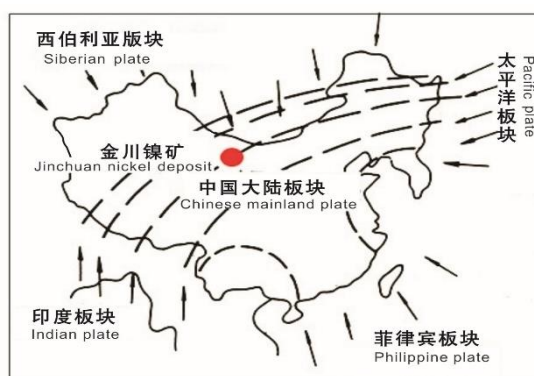 西伯利亚版块
Siberian plate
太平洋板块
Pacific plate
金川镍矿
Jinchuan nickel deposit
中国大陆板块
Chinese mainland plate
印度板块
Indian plate
菲律宾板块
Philippine plate